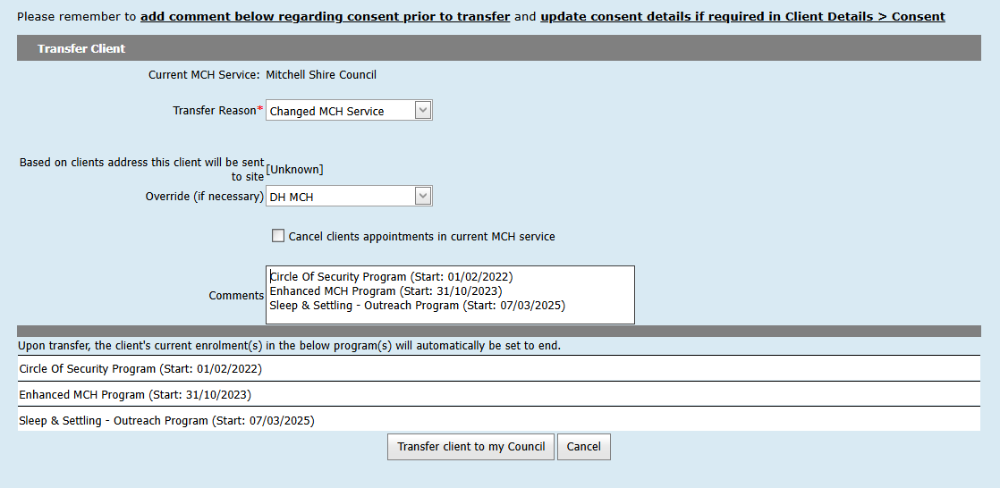 Please remember to add comment below regarding consent prior to transfer and update consent details if required in Client Details > Consent
Transfer Client
Current MCH Service: Mitchell Shire Council
Transfer Reason* Changed MCH Service
Based on clients address this client will be sent to site [Unknown]
Override (if necessary) DH MCH
Cancel clients appointments in current MCH service
Comments
Circle Of Security Program (Start: 01/02/2022)
Enhanced MCH Program (Start: 31/10/2023)
Sleep & Settling - Outreach Program (Start: 07/03/2025)
Upon transfer, the client's current enrolment(s) in the below program(s) will automatically be set to end.
Circle Of Security Program (Start: 01/02/2022)
Enhanced MCH Program (Start: 31/10/2023)
Sleep & Settling - Outreach Program (Start: 07/03/2025)
Transfer client to my Council Cancel